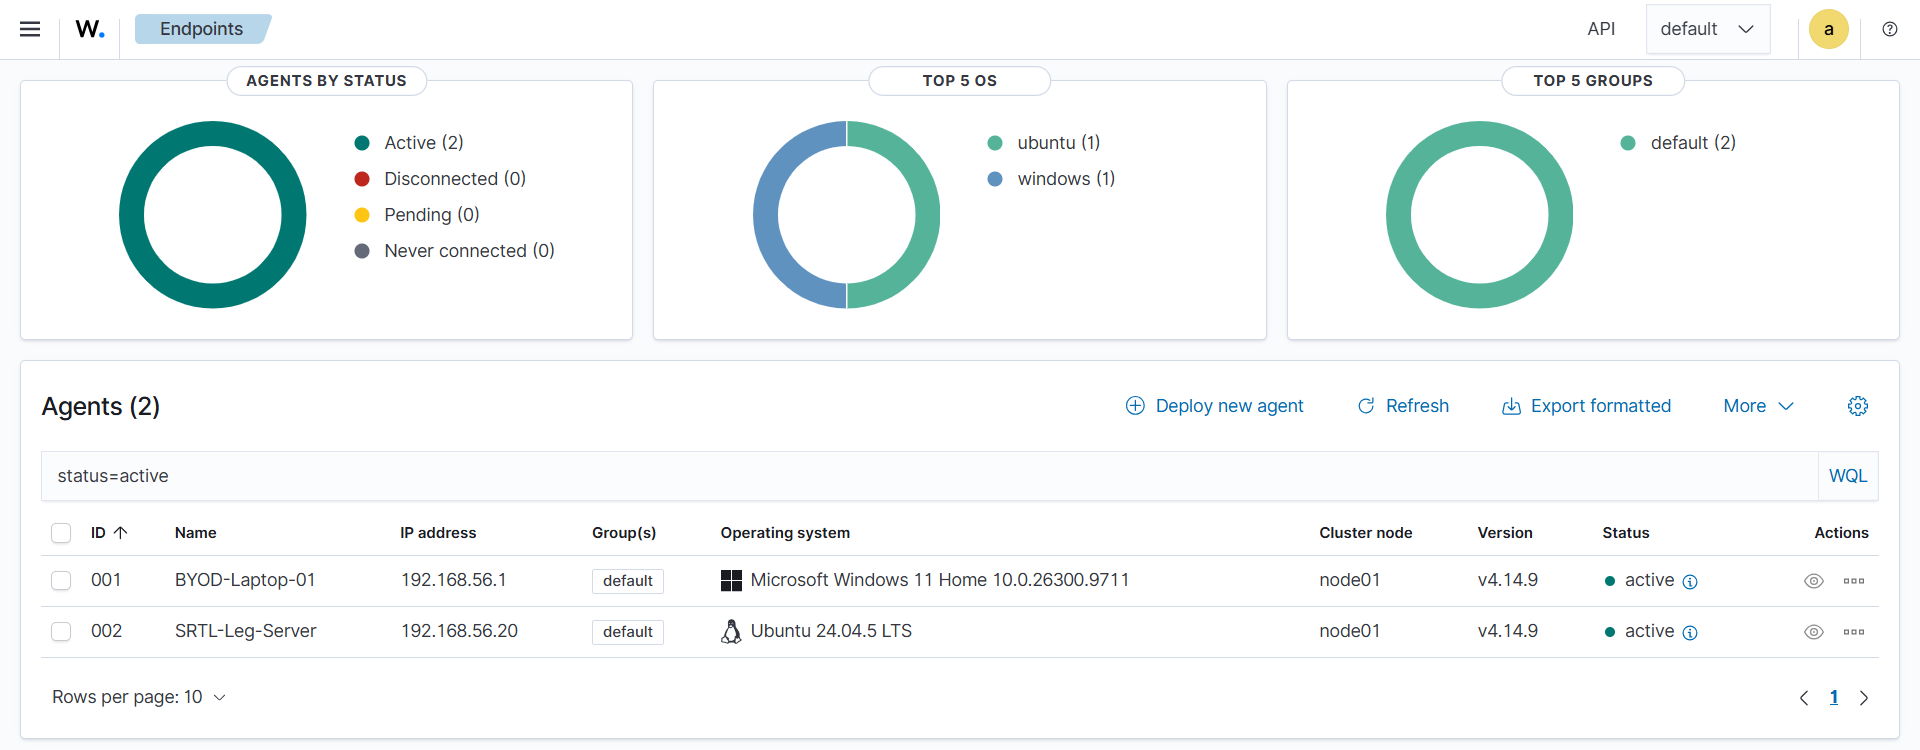 W. Endpoints API default a
AGENTS BY STATUS
Active (2)
Disconnected (0)
Pending (0)
Never connected (0)
TOP 5 OS
ubuntu (1)
windows (1)
TOP 5 GROUPS
default (2)
Agents (2) Deploy new agent Refresh Export formatted More
status=active WQL
ID Name IP address Group(s) Operating system Cluster node Version Status Actions
001 BYOD-Laptop-01 192.168.56.1 default Microsoft Windows 11 Home 10.0.26300.9711 node01 v4.14.9 active
002 SRTL-Leg-Server 192.168.56.20 default Ubuntu 24.04.5 LTS node01 v4.14.9 active
Rows per page: 10 1